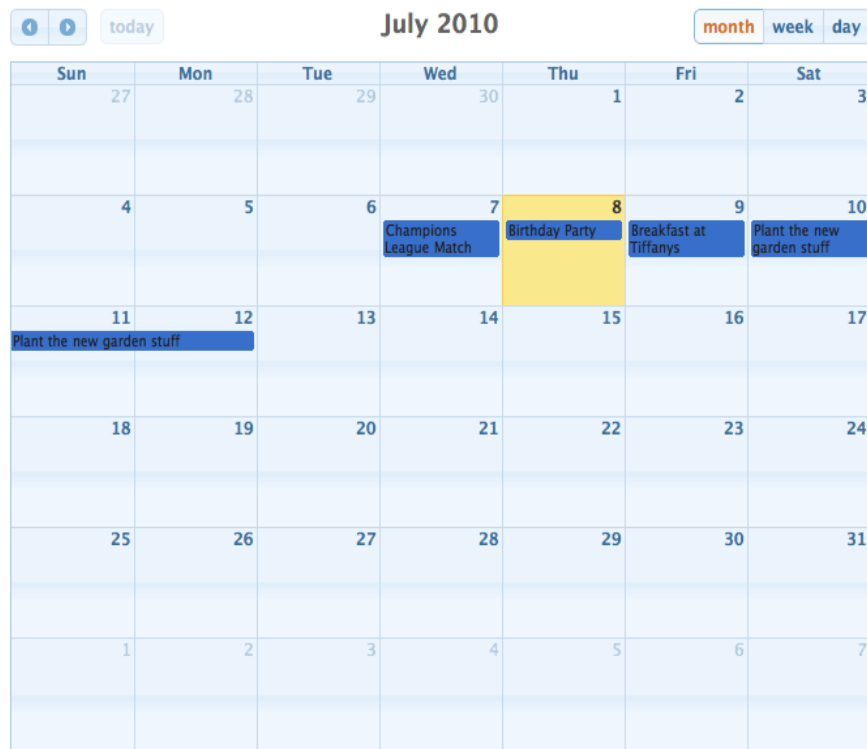 today July 2010 month week day
Sun Mon Tue Wed Thu Fri Sat
27 28 29 30 1 2 3
4 5 6 7 8 9 10
Champions Birthday Party Breakfast at Plant the new
League Match Tiffanys garden stuff
11 12 13 14 15 16 17
Plant the new garden stuff
18 19 20 21 22 23 24
25 26 27 28 29 30 31
1 2 3 4 5 6 7